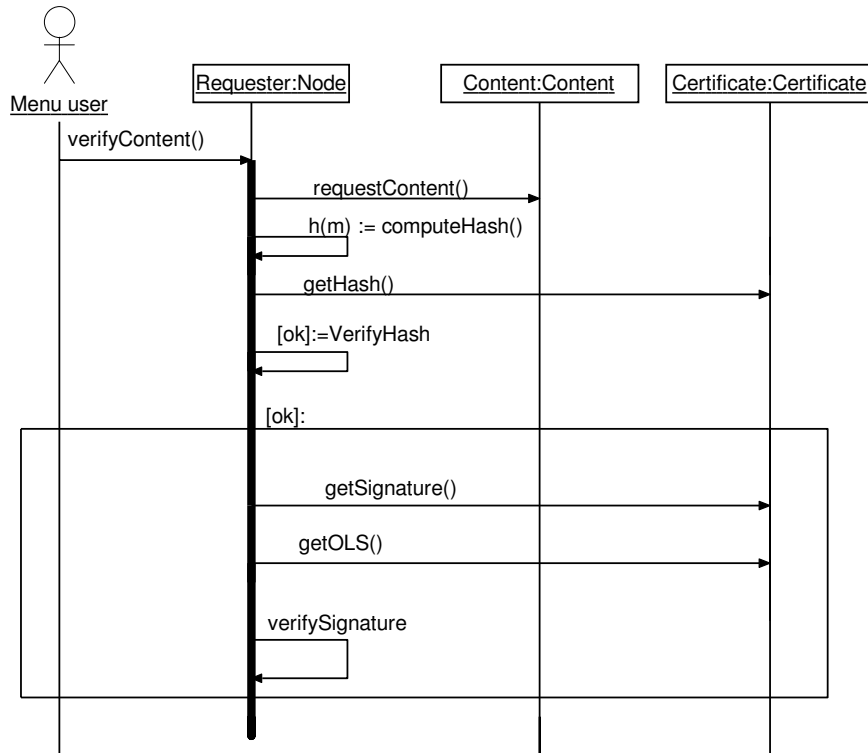 Menu user
Requester:Node
Content:Content
Certificate:Certificate
verifyContent()
requestContent()
h(m) := computeHash()
getHash()
[ok]:=VerifyHash
[ok]:
getSignature()
getOLS()
verifySignature